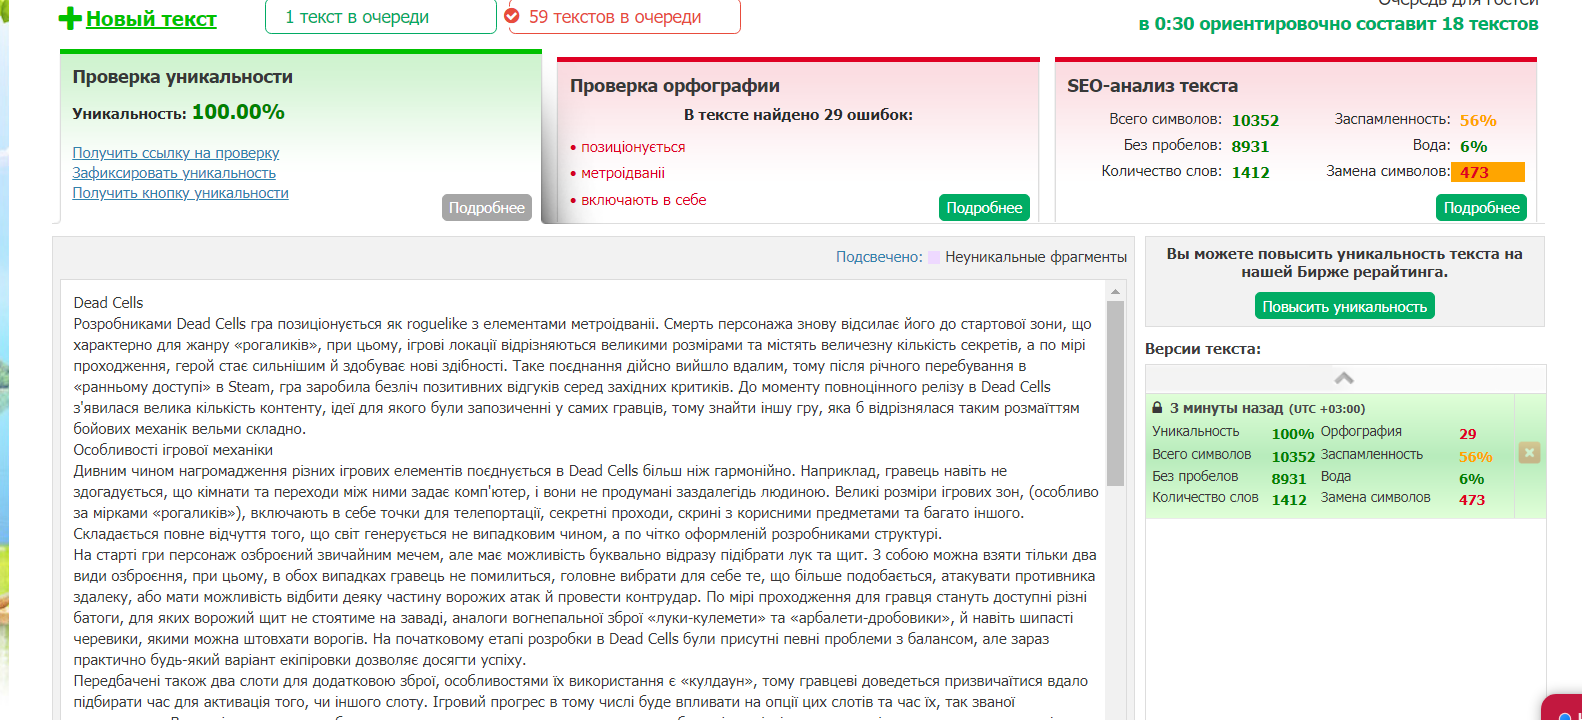 Очередь для гостей
Новый текст
1 текст в очереди
59 текстов в очереди
в 0:30 ориентировочно составит 18 текстов
Проверка уникальности
Уникальность: 100.00%
Получить ссылку на проверку
Зафиксировать уникальность
Получить кнопку уникальности
Подробнее
Проверка орфографии
В тексте найдено 29 ошибок:
• позиціонується
• метроідваніі
• включають в себе
Подробнее
SEO-анализ текста
Всего символов: 10352 Заспамленность: 56%
Без пробелов: 8931 Вода: 6%
Количество слов: 1412 Замена символов: 473
Подробнее
Подсвечено: Неуникальные фрагменты
Dead Cells
Розробниками Dead Cells гра позиціонується як roguelike з елементами метроідваніі. Смерть персонажа знову відсилає його до стартової зони, що
характерно для жанру «рогаликів», при цьому, ігрові локації відрізняються великими розмірами та містять величезну кількість секретів, а по мірі
проходження, герой стає сильнішим й здобуває нові здібності. Таке поєднання дійсно вийшло вдалим, тому після річного перебування в
«ранньому доступі» в Steam, гра заробила безліч позитивних відгуків серед західних критиків. До моменту повноцінного релізу в Dead Cells
з'явилася велика кількість контенту, ідеї для якого були запозиченні у самих гравців, тому знайти іншу гру, яка б відрізнялася таким розмаїттям
бойових механік вельми складно.
Особливості ігрової механіки
Дивним чином нагромадження різних ігрових елементів поєднується в Dead Cells більш ніж гармонійно. Наприклад, гравець навіть не
здогадується, що кімнати та переходи між ними задає комп'ютер, і вони не продумані заздалегідь людиною. Великі розміри ігрових зон, (особливо
за мірками «рогаликів»), включають в себе точки для телепортації, секретні проходи, скрині з корисними предметами та багато іншого.
Складається повне відчуття того, що світ генерується не випадковим чином, а по чітко оформленій розробниками структурі.
На старті гри персонаж озброєний звичайним мечем, але має можливість буквально відразу підібрати лук та щит. З собою можна взяти тільки два
види озброєння, при цьому, в обох випадках гравець не помилиться, головне вибрати для себе те, що більше подобається, атакувати противника
здалеку, або мати можливість відбити деяку частину ворожих атак й провести контрудар. По мірі проходження для гравця стануть доступні різні
батоги, для яких ворожий щит не стоятиме на заваді, аналоги вогнепальної зброї «луки-кулемети» та «арбалети-дробовики», й навіть шипасті
черевики, якими можна штовхати ворогів. На початковому етапі розробки в Dead Cells були присутні певні проблеми з балансом, але зараз
практично будь-який варіант екіпіровки дозволяє досягти успіху.
Передбачені також два слоти для додатковою зброї, особливостями їх використання є «кулдаун», тому гравцеві доведеться призвичаїтися вдало
підбирати час для активація того, чи іншого слоту. Ігровий прогрес в тому числі буде впливати на опції цих слотів та час їх, так званої
Вы можете повысить уникальность текста на
нашей Бирже рерайтинга.
Повысить уникальность
Версии текста:
3 минуты назад (UTC +03:00)
Уникальность 100% Орфография 29
Всего символов 10352 Заспамленность 56%
Без пробелов 8931 Вода 6%
Количество слов 1412 Замена символов 473